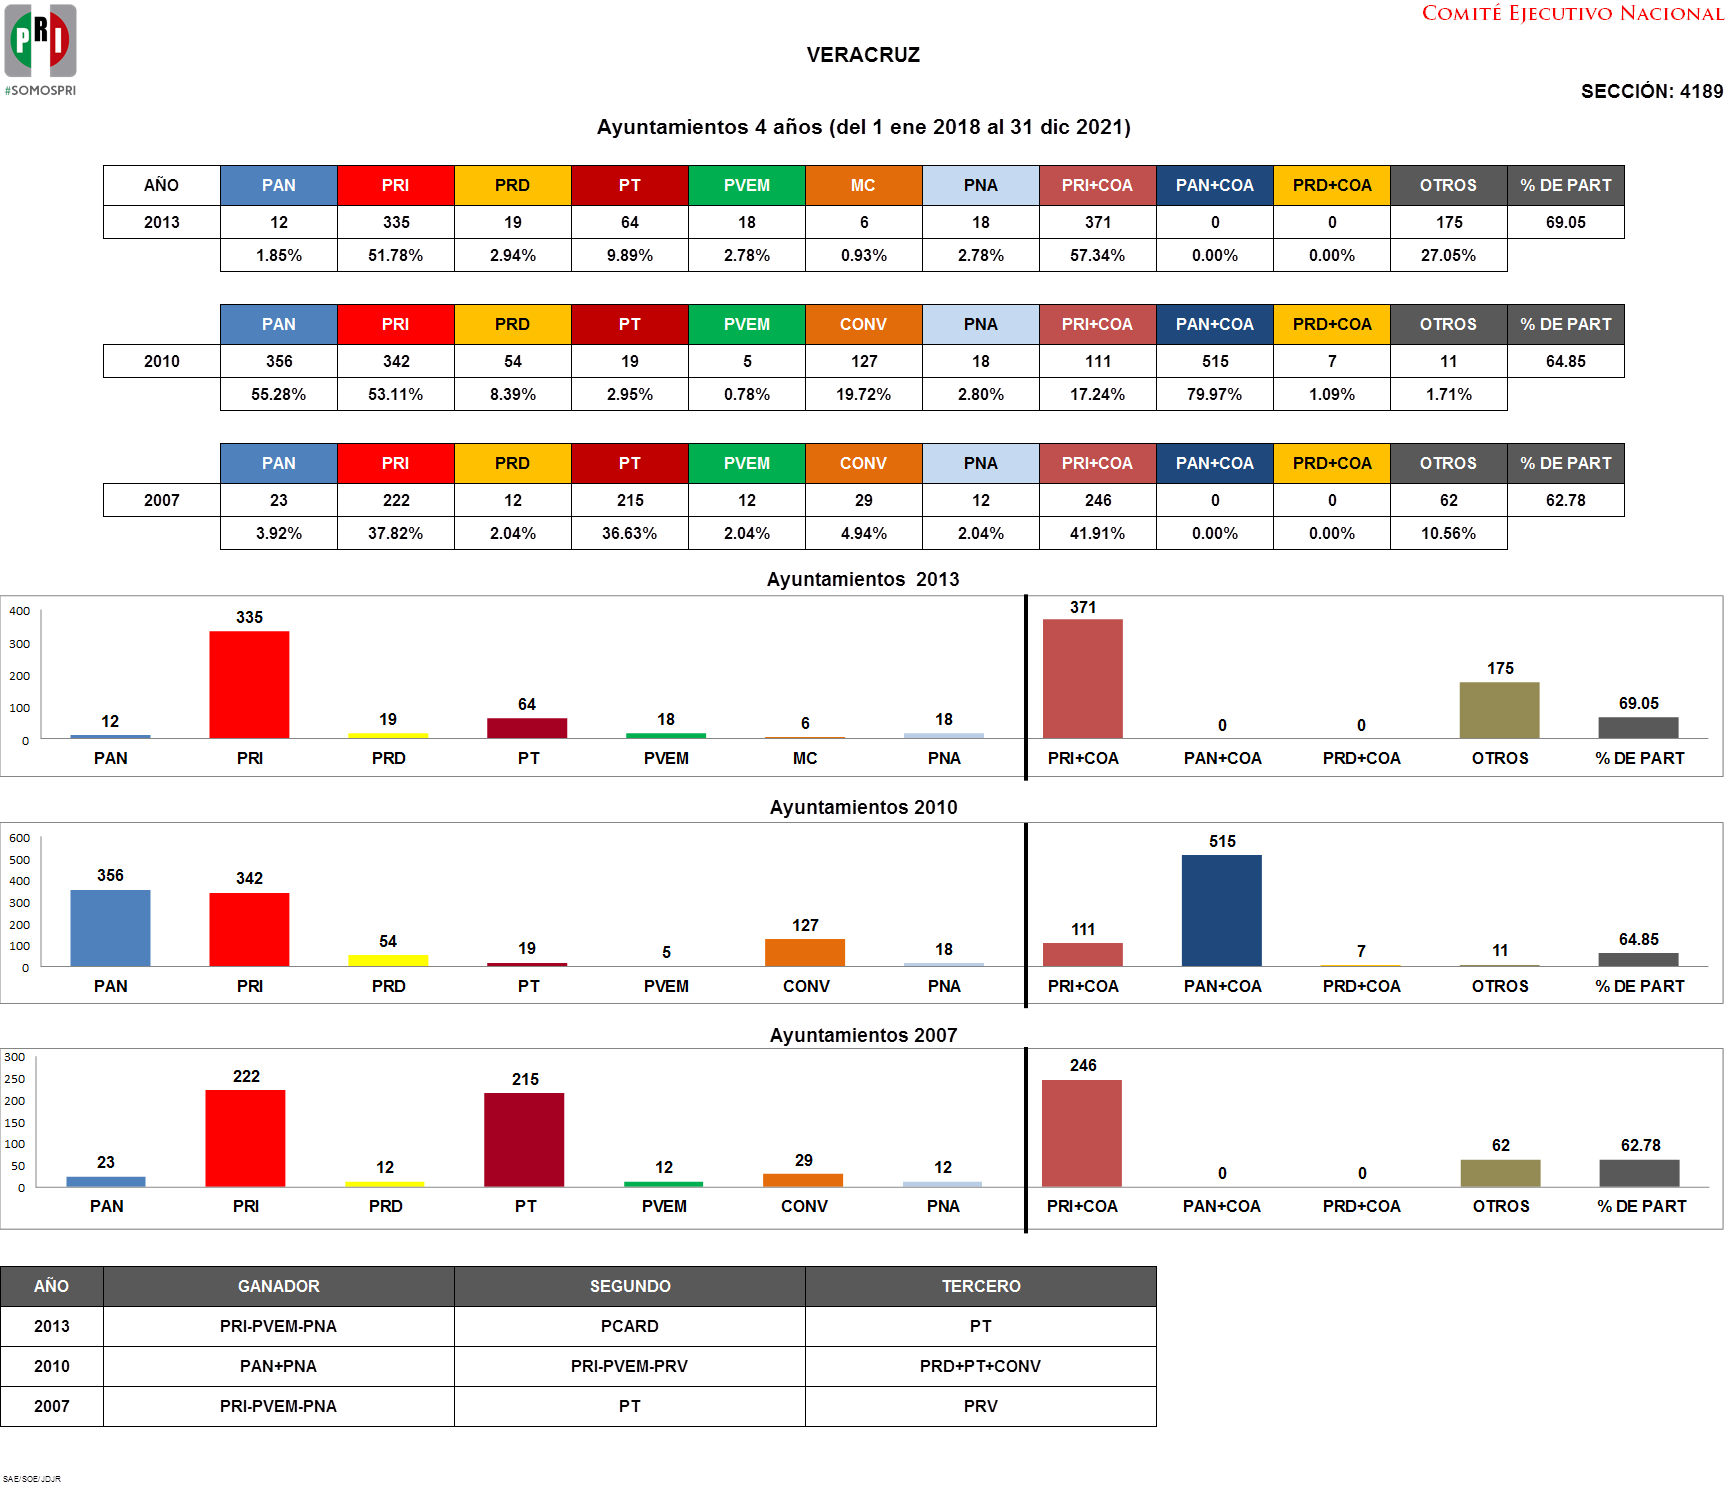 PRI
#SOMOSPRI
COMITÉ EJECUTIVO NACIONAL
VERACRUZ
SECCIÓN: 4189
Ayuntamientos 4 años (del 1 ene 2018 al 31 dic 2021)
AÑO PAN PRI PRD PT PVEM MC PNA PRI+COA PAN+COA PRD+COA OTROS % DE PART
2013 12 335 19 64 18 6 18 371 0 0 175 69.05
1.85% 51.78% 2.94% 9.89% 2.78% 0.93% 2.78% 57.34% 0.00% 0.00% 27.05%
PAN PRI PRD PT PVEM CONV PNA PRI+COA PAN+COA PRD+COA OTROS % DE PART
2010 356 342 54 19 5 127 18 111 515 7 11 64.85
55.28% 53.11% 8.39% 2.95% 0.78% 19.72% 2.80% 17.24% 79.97% 1.09% 1.71%
PAN PRI PRD PT PVEM CONV PNA PRI+COA PAN+COA PRD+COA OTROS % DE PART
2007 23 222 12 215 12 29 12 246 0 0 62 62.78
3.92% 37.82% 2.04% 36.63% 2.04% 4.94% 2.04% 41.91% 0.00% 0.00% 10.56%
Ayuntamientos 2013
400
300
200
100
0
12 335 19 64 18 6 18 371 0 0 175 69.05
PAN PRI PRD PT PVEM MC PNA PRI+COA PAN+COA PRD+COA OTROS % DE PART
Ayuntamientos 2010
600
500
400
300
200
100
0
356 342 54 19 5 127 18 111 515 7 11 64.85
PAN PRI PRD PT PVEM CONV PNA PRI+COA PAN+COA PRD+COA OTROS % DE PART
Ayuntamientos 2007
300
250
200
150
100
50
0
23 222 12 215 12 29 12 246 0 0 62 62.78
PAN PRI PRD PT PVEM CONV PNA PRI+COA PAN+COA PRD+COA OTROS % DE PART
AÑO GANADOR SEGUNDO TERCERO
2013 PRI-PVEM-PNA PCARD PT
2010 PAN+PNA PRI-PVEM-PRV PRD+PT+CONV
2007 PRI-PVEM-PNA PT PRV
SAE/SOE/JDJR